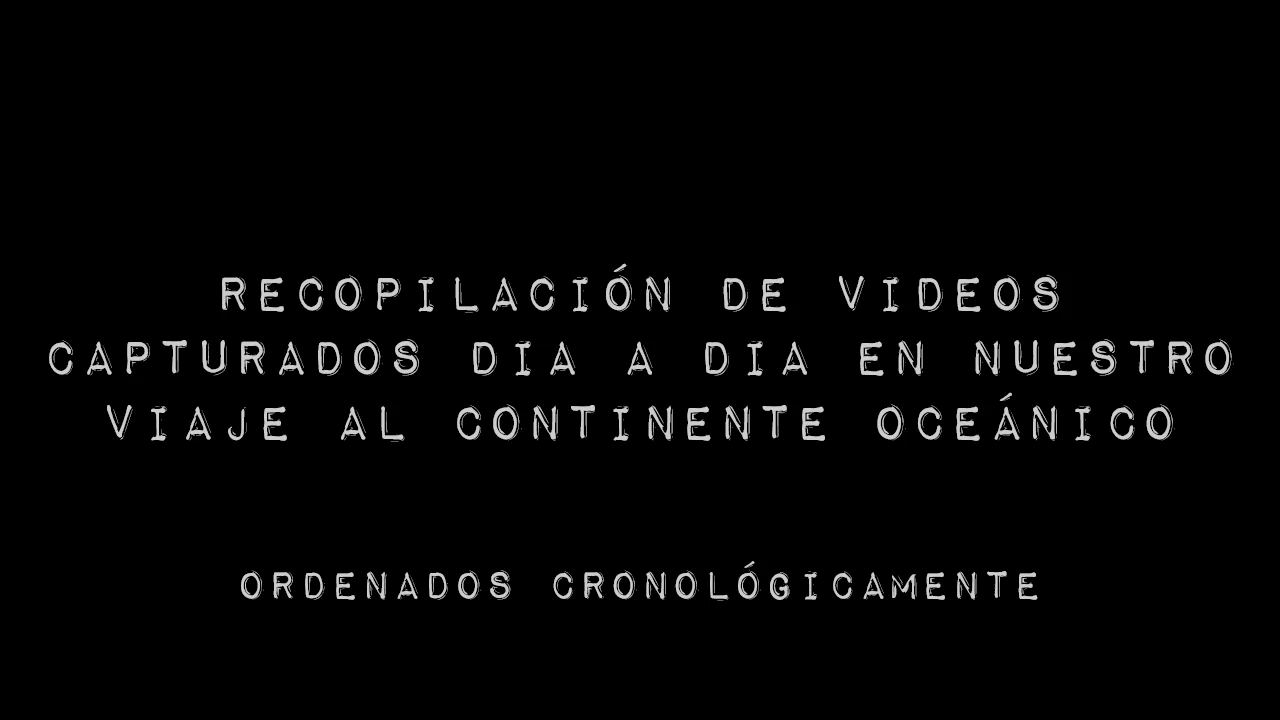 RECOPILACIÓN DE VIDEOS
CAPTURADOS DIA A DIA EN NUESTRO
VIAJE AL CONTINENTE OCEÁNICO
ORDENADOS CRONOLÓGICAMENTE